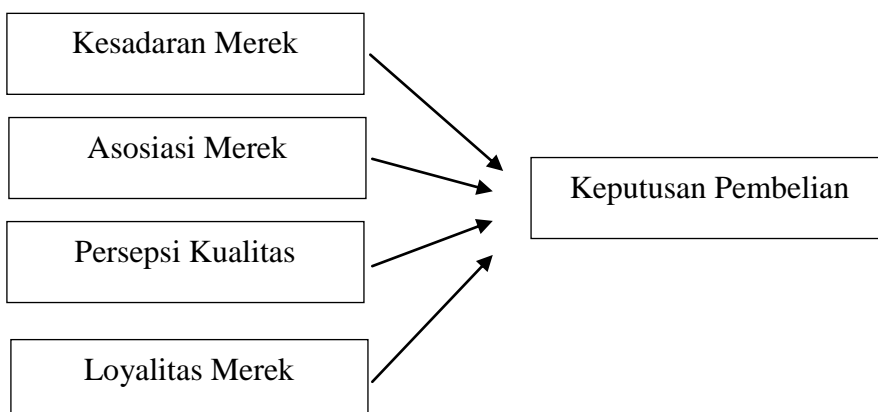 Kesadaran Merek
Asosiasi Merek
Persepsi Kualitas
Loyalitas Merek
Keputusan Pembelian